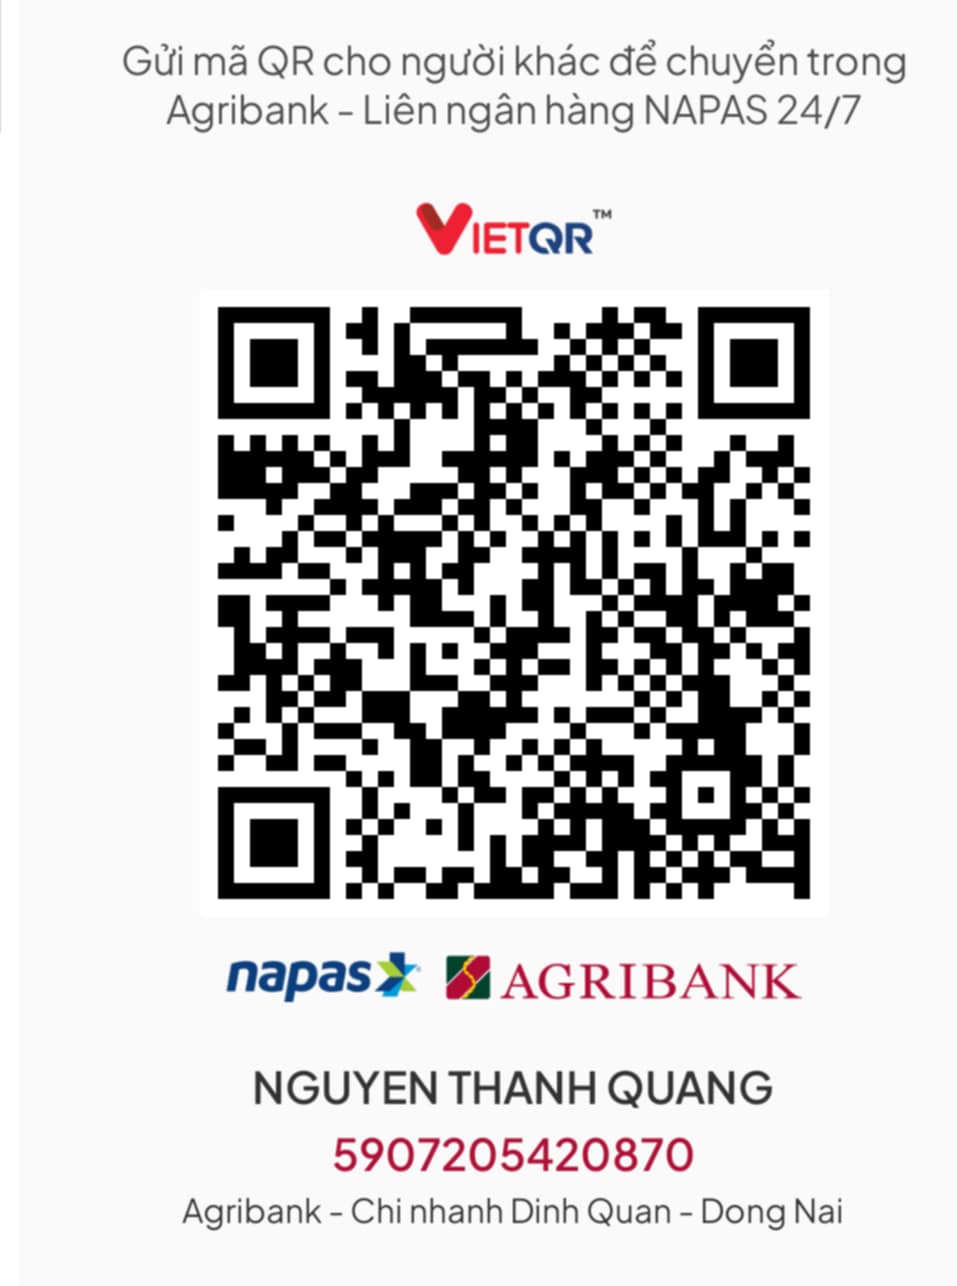 Gửi mã QR cho người khác để chuyển trong
Agribank - Liên ngân hàng NAPAS 24/7
VIETQR™
napas AGRIBANK
NGUYEN THANH QUANG
5907205420870
Agribank - Chi nhanh Dinh Quan - Dong Nai